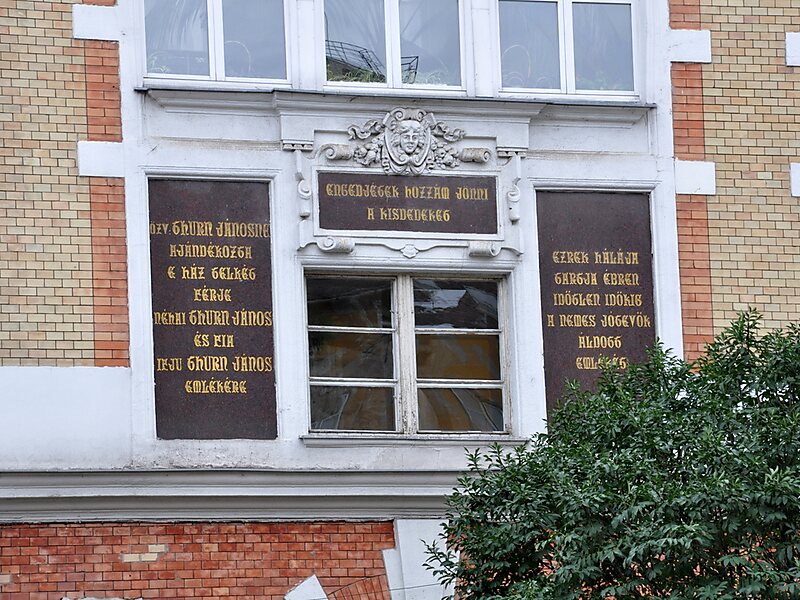 ÖZV. THURN JÁNOSNÉ
AJÁNDÉKOZTA
E HÁZ TELKÉT
FÉRJE
NÉHAI THURN JÁNOS
ÉS FIA
IFJU THURN JÁNOS
EMLÉKÉRE
ENGEDJÉTEK HOZZÁM JÖNNI
A KISDEDEKET
EZREK HÁLÁJA
TARTJA ÉBREN
IDŐTLEN IDŐKIG
A NEMES JÓTEVŐK
ÁLDOTT
EMLÉKÉT